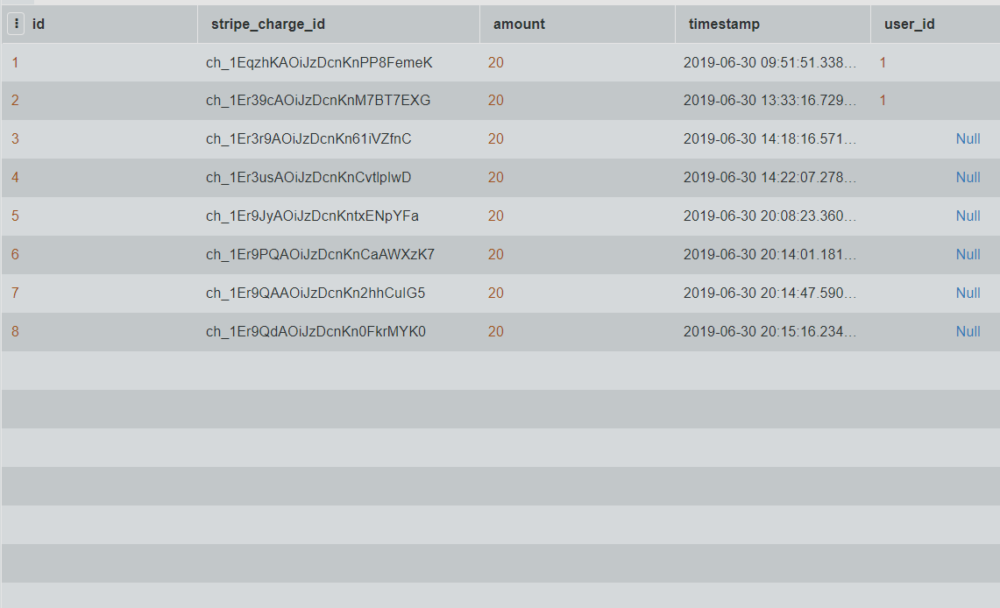 id stripe_charge_id amount timestamp user_id
1 ch_1EqzhKAOiJzDcnKnPP8FemeK 20 2019-06-30 09:51:51.338… 1
2 ch_1Er39cAOiJzDcnKnM7BT7EXG 20 2019-06-30 13:33:16.729… 1
3 ch_1Er3r9AOiJzDcnKn61iVZfnC 20 2019-06-30 14:18:16.571… Null
4 ch_1Er3usAOiJzDcnKnCvtlpIwD 20 2019-06-30 14:22:07.278… Null
5 ch_1Er9JyAOiJzDcnKntxENpYFa 20 2019-06-30 20:08:23.360… Null
6 ch_1Er9PQAOiJzDcnKnCaAWXzK7 20 2019-06-30 20:14:01.181… Null
7 ch_1Er9QAAOiJzDcnKn2hhCuIG5 20 2019-06-30 20:14:47.590… Null
8 ch_1Er9QdAOiJzDcnKn0FkrMYK0 20 2019-06-30 20:15:16.234… Null